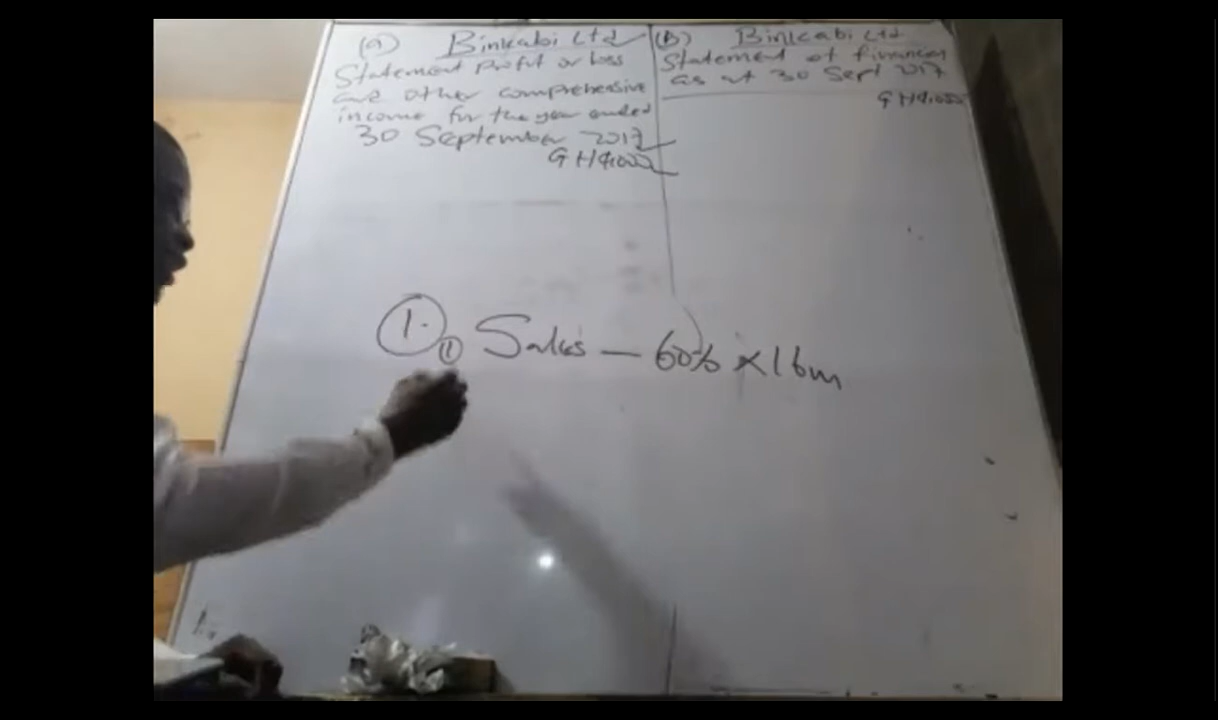 (a) Binkabi Ltd
Statement Profit or loss
and other comprehensive
income for the year ended
30 September 2017
GH¢'000
(B) Binkabi Ltd
Statement of financial
as at 30 Sept 2017
GH¢'000
1. (1) Sales — 60% × 16m